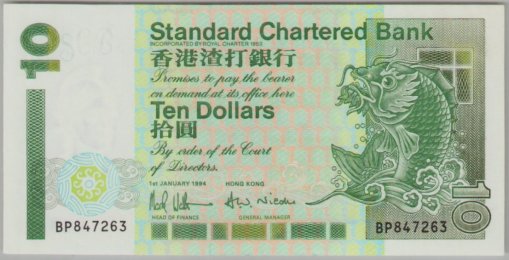 10
Standard Chartered Bank
INCORPORATED BY ROYAL CHARTER 1853
香港渣打銀行
Promises to pay the bearer
on demand at its office here
Ten Dollars
拾圓
By order of the Court
of Directors.
1ST JANUARY 1994 HONG KONG
HEAD OF FINANCE GENERAL MANAGER
BP847263 BP847263
10